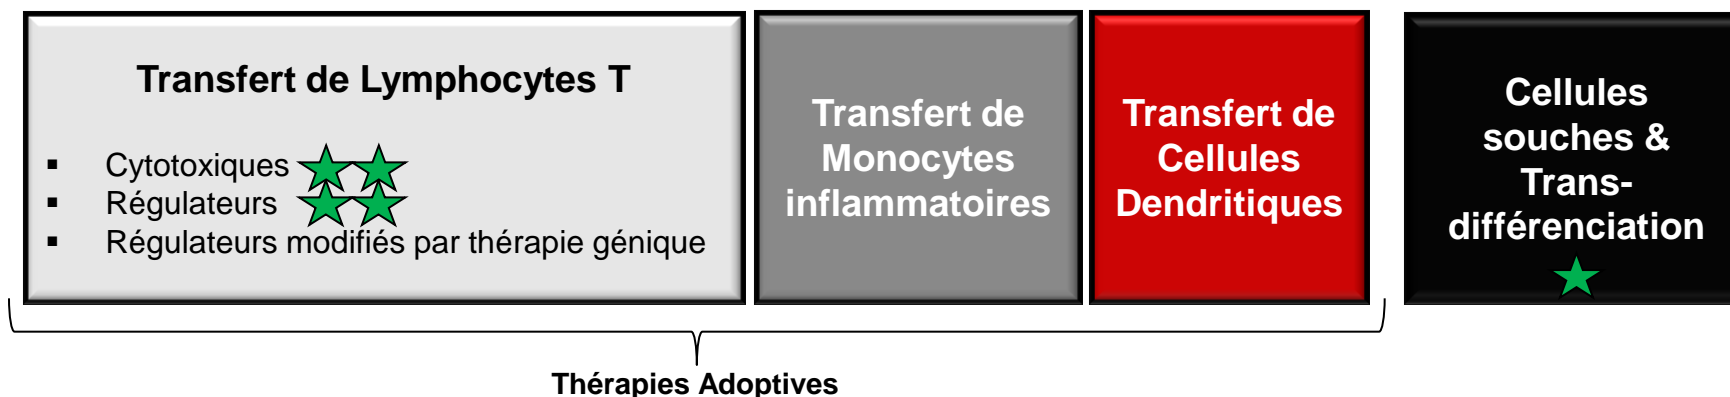 Transfert de Lymphocytes T
▪ Cytotoxiques
▪ Régulateurs
▪ Régulateurs modifiés par thérapie génique
Transfert de
Monocytes
inflammatoires
Transfert de
Cellules
Dendritiques
Cellules
souches &
Trans-
différenciation
Thérapies Adoptives